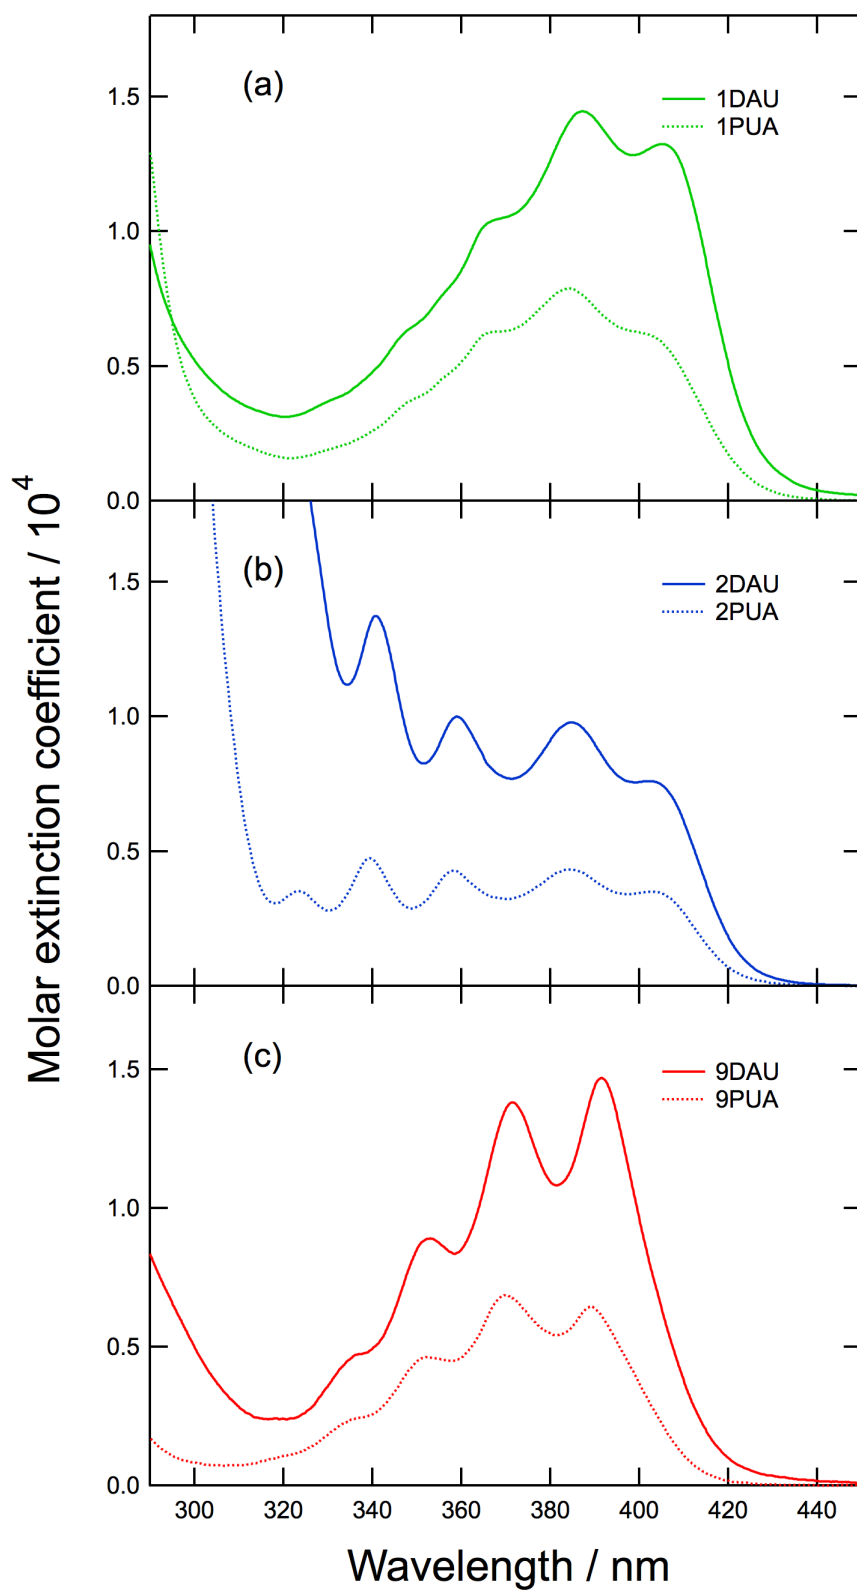 (a)
1DAU
1PUA
1.5
1.0
0.5
0.0
(b)
2DAU
2PUA
1.5
1.0
0.5
0.0
(c)
9DAU
9PUA
1.5
1.0
0.5
0.0
300 320 340 360 380 400 420 440
Wavelength / nm
Molar extinction coefficient / 10⁴